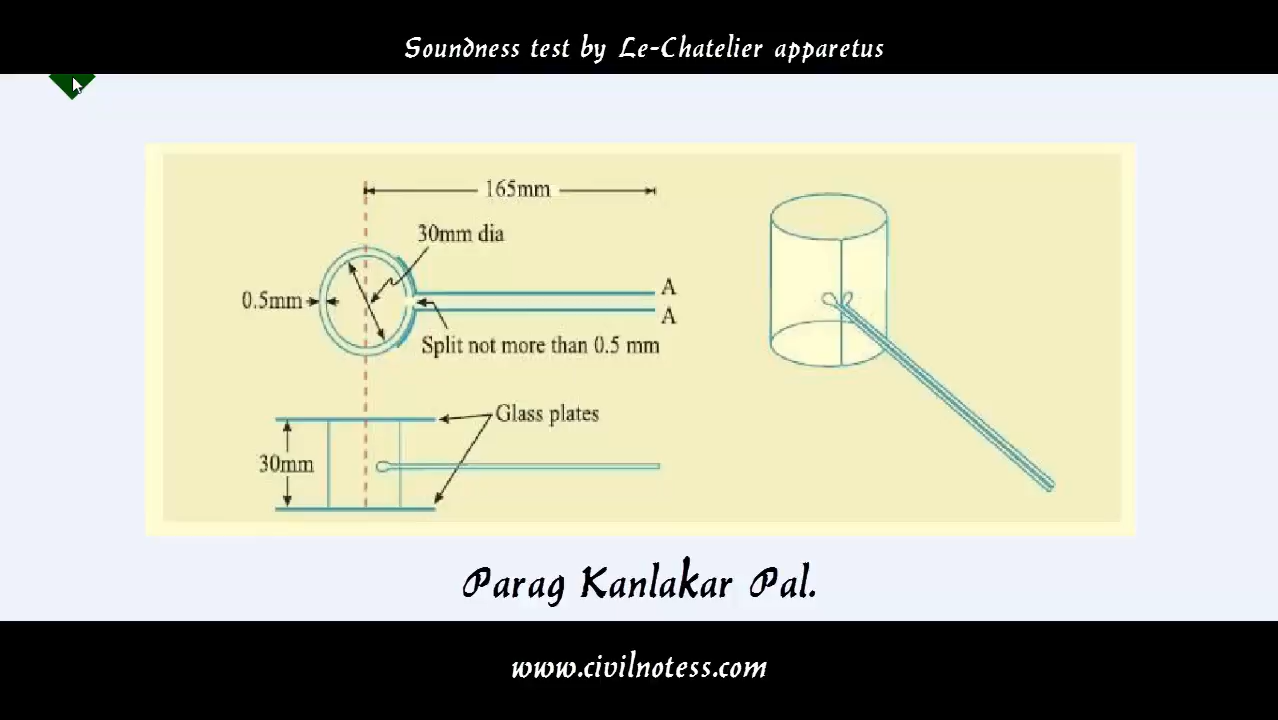 Soundness test by Le-Chatelier apparetus
165mm
30mm dia
0.5mm
A
A
Split not more than 0.5 mm
Glass plates
30mm
Parag Kanlakar Pal.
www.civilnotess.com